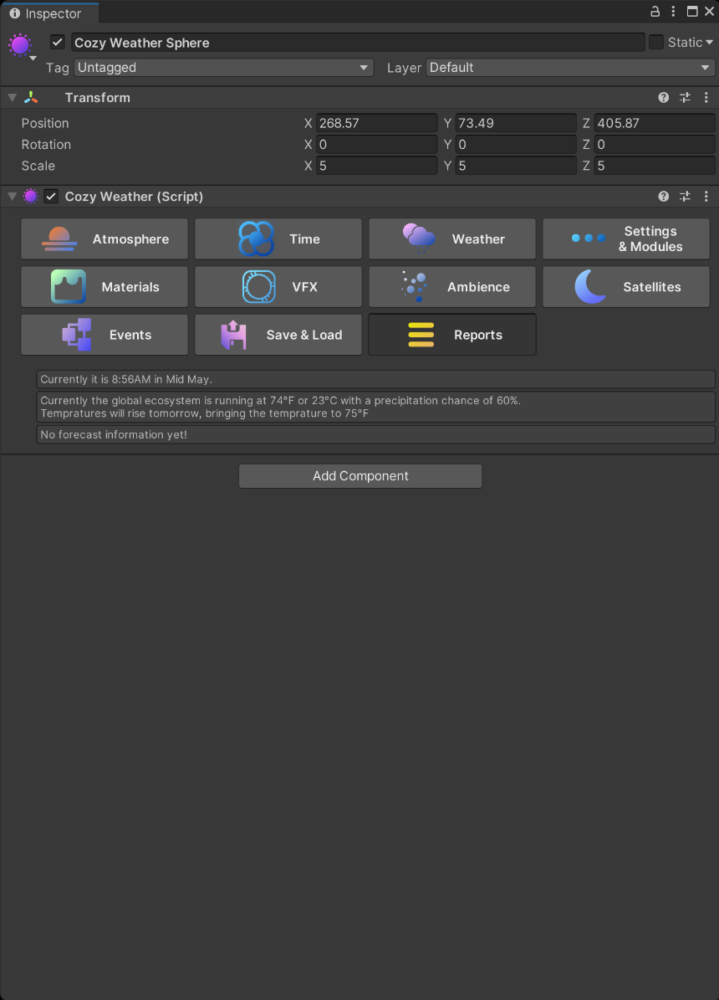 Inspector
Cozy Weather Sphere
Static
Tag Untagged Layer Default
Transform
Position X 268.57 Y 73.49 Z 405.87
Rotation X 0 Y 0 Z 0
Scale X 5 Y 5 Z 5
Cozy Weather (Script)
Atmosphere
Time
Weather
Settings
& Modules
Materials
VFX
Ambience
Satellites
Events
Save & Load
Reports
Currently it is 8:56AM in Mid May.
Currently the global ecosystem is running at 74°F or 23°C with a precipitation chance of 60%.
Tempratures will rise tomorrow, bringing the temprature to 75°F
No forecast information yet!
Add Component